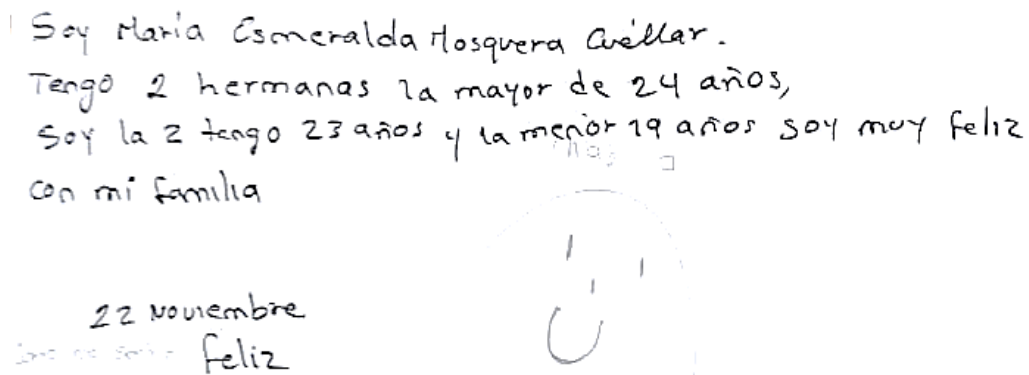 Soy Maria Esmeralda Mosquera Cuéllar.
Tengo 2 hermanas la mayor de 24 años,
Soy la 2 tengo 23 años y la menor 19 años soy muy feliz
con mi familia
22 Noviembre
feliz